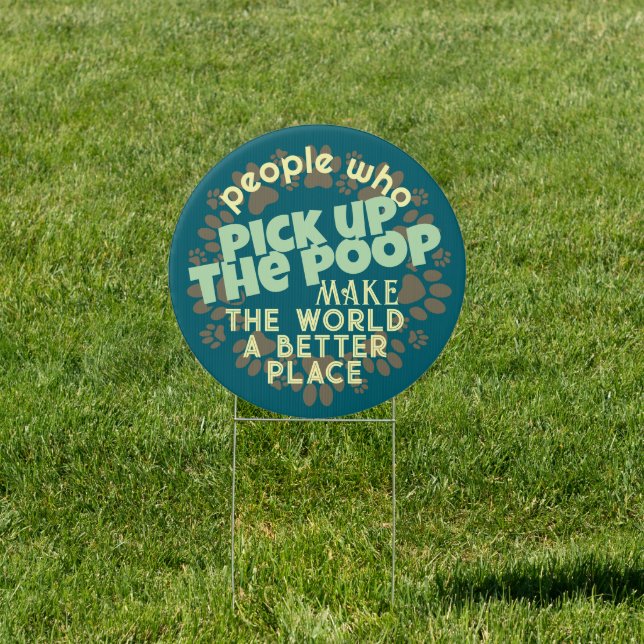 people who
PICK UP
THE POOP
MAKE
THE WORLD
A BETTER
PLACE